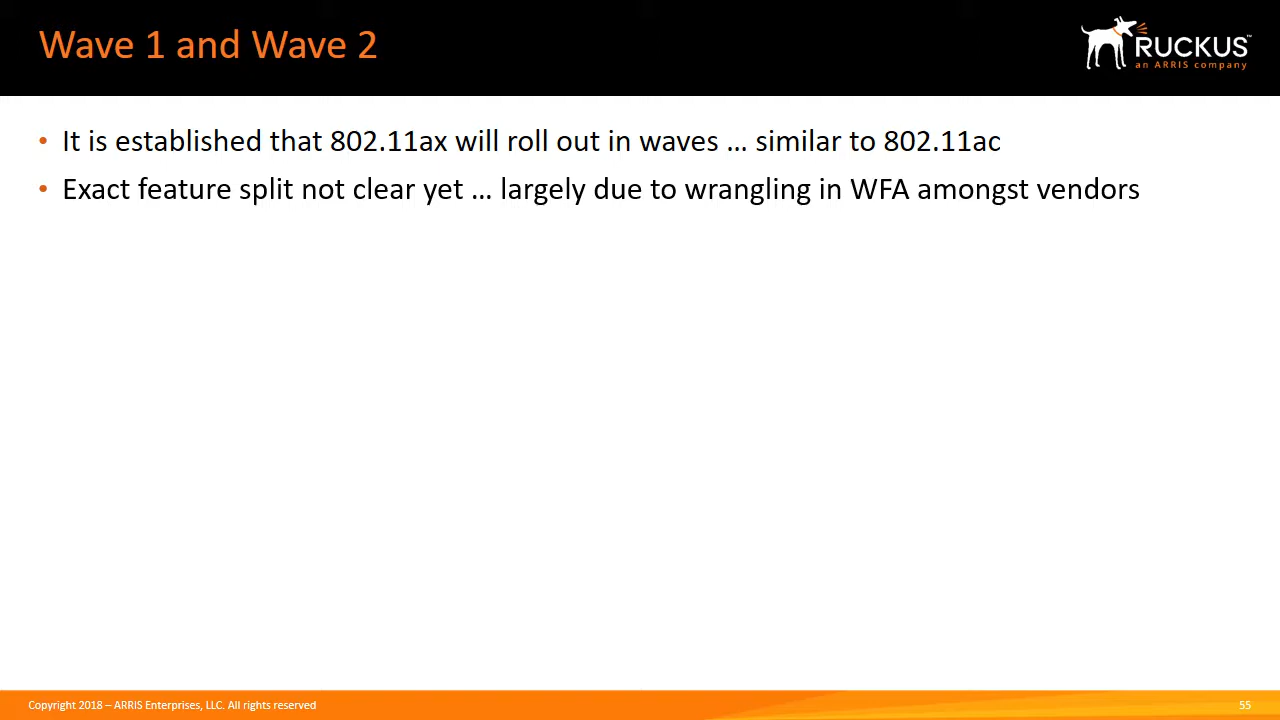 Wave 1 and Wave 2
RUCKUS™
an ARRIS company
• It is established that 802.11ax will roll out in waves … similar to 802.11ac
• Exact feature split not clear yet … largely due to wrangling in WFA amongst vendors
Copyright 2018 – ARRIS Enterprises, LLC. All rights reserved
55